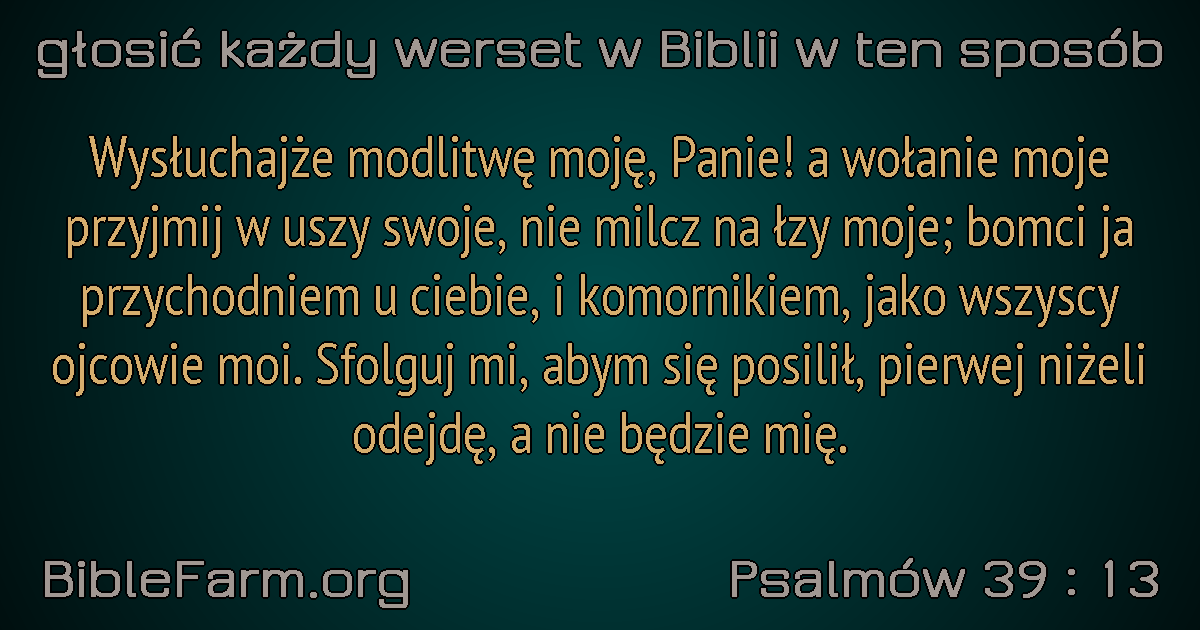 głosić każdy werset w Biblii w ten sposób
Wysłuchajże modlitwę moję, Panie! a wołanie moje
przyjmij w uszy swoje, nie milcz na łzy moje; bomci ja
przychodniem u ciebie, i komornikiem, jako wszyscy
ojcowie moi. Sfolguj mi, abym się posilił, pierwej niżeli
odejdę, a nie będzie mię.
BibleFarm.org
Psalmów 39 : 13